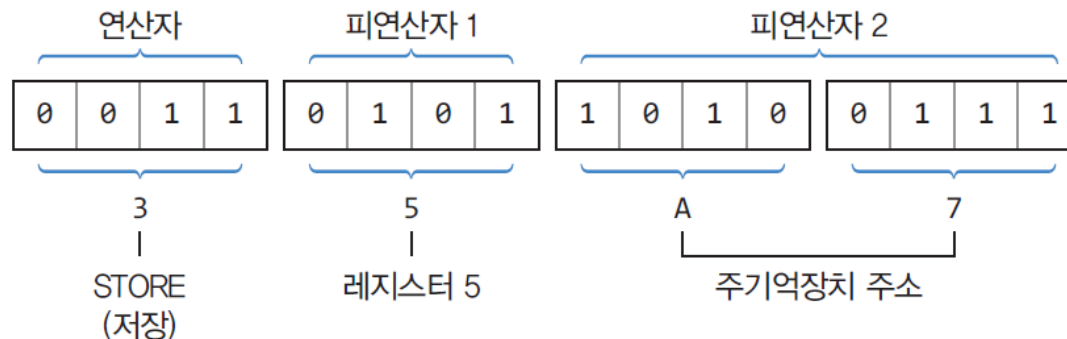 연산자 피연산자 1 피연산자 2
0 0 1 1 0 1 0 1 1 0 1 0 0 1 1 1
3 5 A 7
STORE 레지스터 5 주기억장치 주소
(저장)